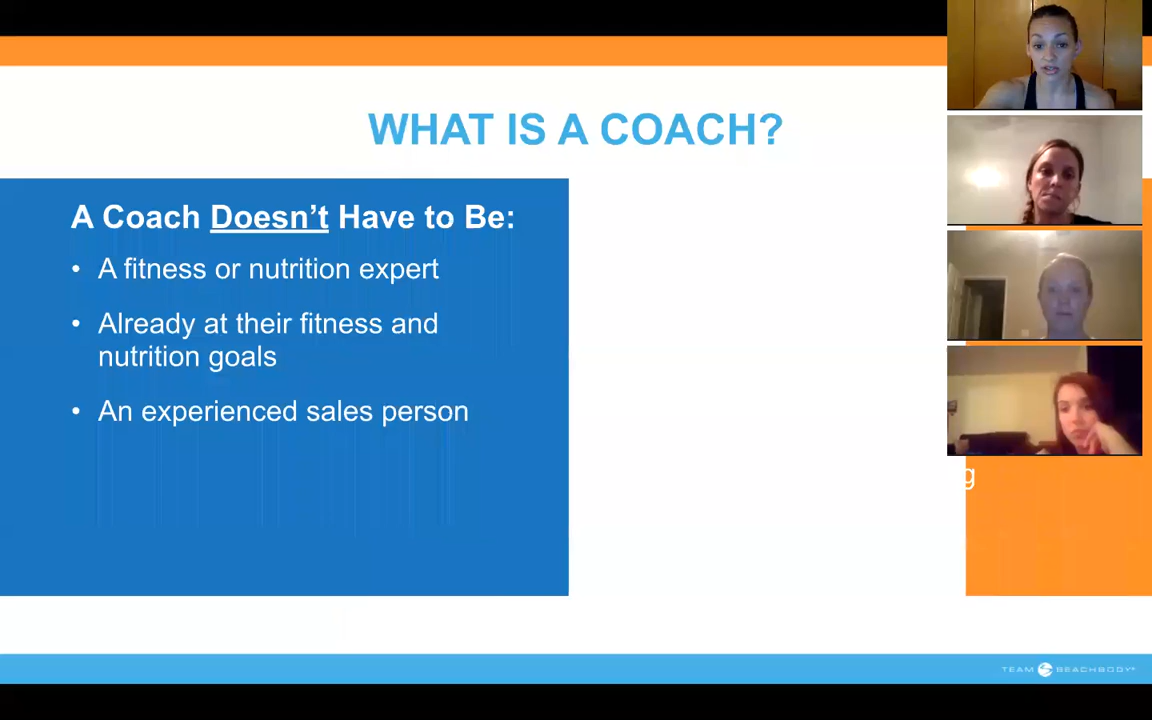 WHAT IS A COACH?
A Coach Doesn't Have to Be:
• A fitness or nutrition expert
• Already at their fitness and
nutrition goals
• An experienced sales person
g
TEAM BEACHBODY®